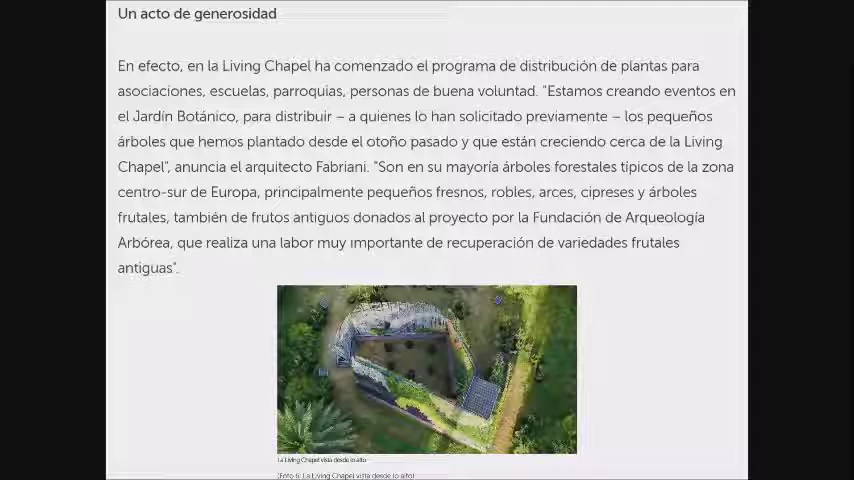 Un acto de generosidad
En efecto, en la Living Chapel ha comenzado el programa de distribución de plantas para
asociaciones, escuelas, parroquias, personas de buena voluntad. "Estamos creando eventos en
el Jardín Botánico, para distribuir – a quienes lo han solicitado previamente – los pequeños
árboles que hemos plantado desde el otoño pasado y que están creciendo cerca de la Living
Chapel", anuncia el arquitecto Fabriani. "Son en su mayoría árboles forestales típicos de la zona
centro-sur de Europa, principalmente pequeños fresnos, robles, arces, cipreses y árboles
frutales, también de frutos antiguos donados al proyecto por la Fundación de Arqueología
Arbórea, que realiza una labor muy importante de recuperación de variedades frutales
antiguas".
La Living Chapel vista desde lo alto.
(Foto 6: La Living Chapel vista desde lo alto)